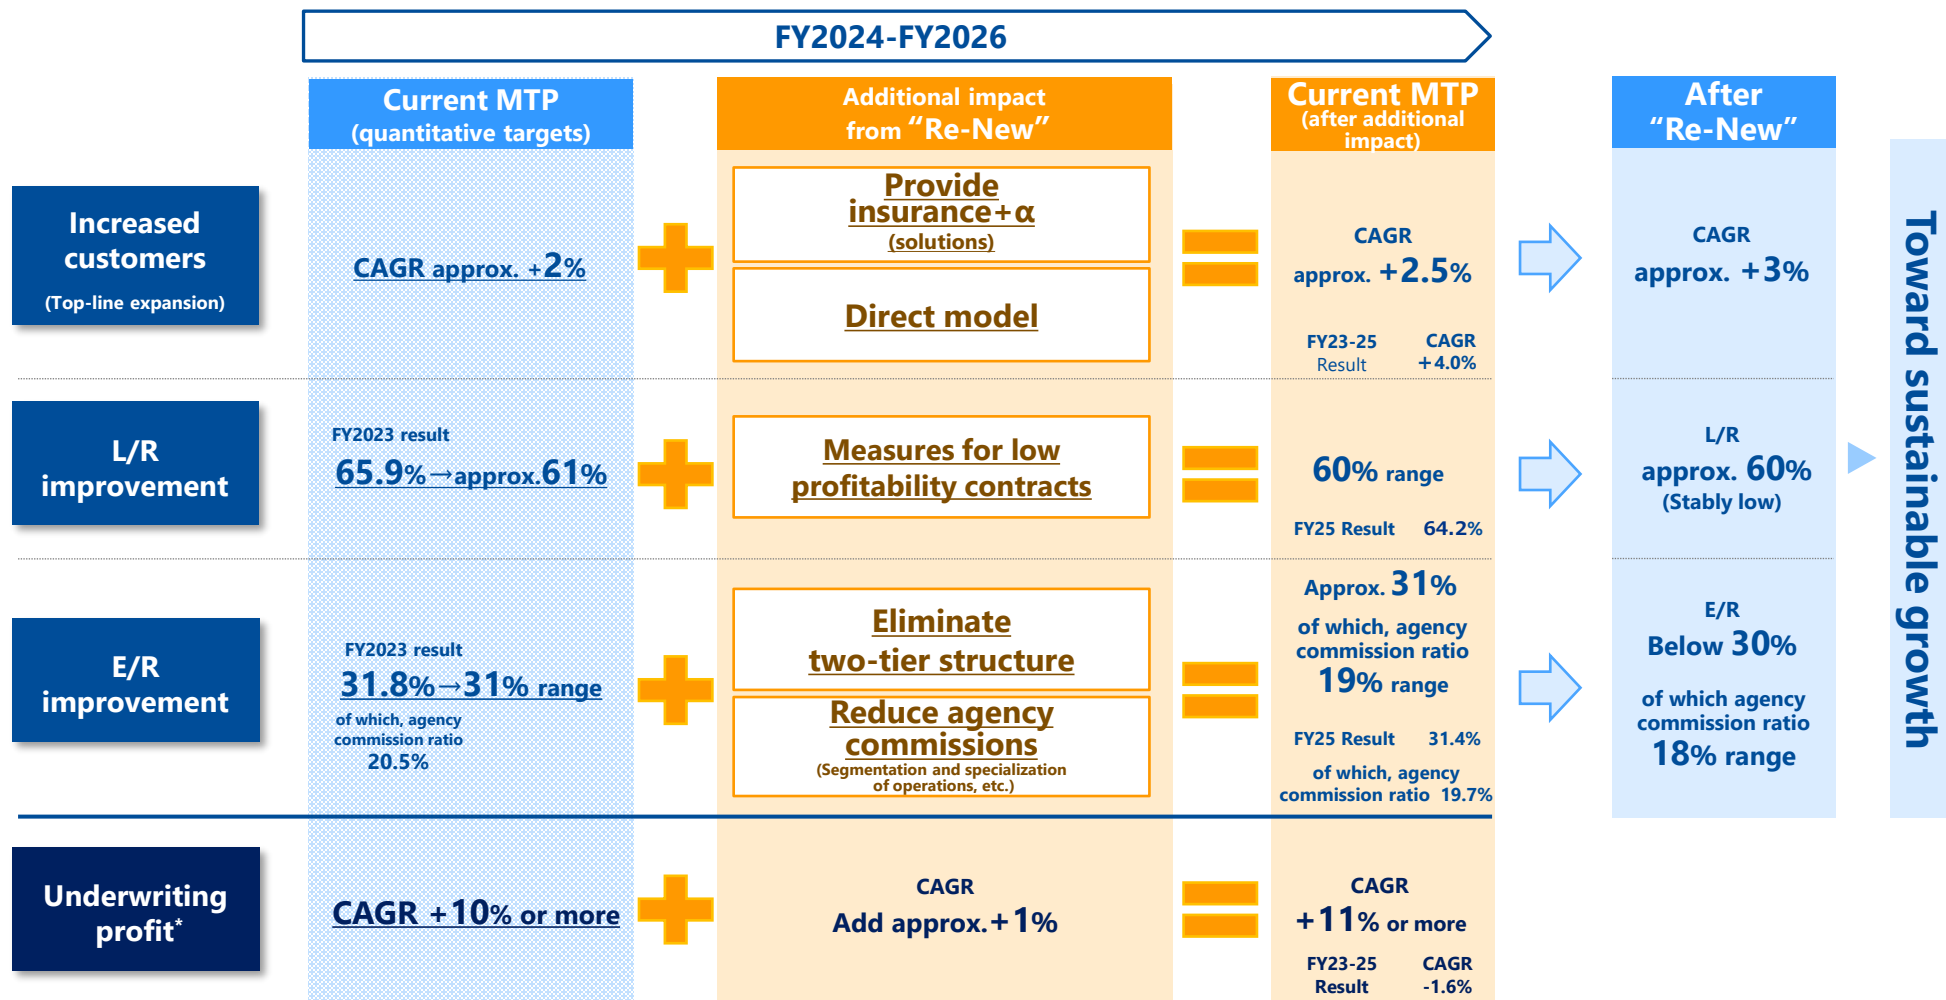 FY2024-FY2026
Current MTP
(quantitative targets)
Additional impact
from “Re-New”
Current MTP
(after additional
impact)
After
“Re-New”
Increased
customers
(Top-line expansion)
CAGR approx. +2%
Provide
insurance+α
(solutions)
Direct model
CAGR
approx. +2.5%
FY23-25 CAGR
Result +4.0%
CAGR
approx. +3%
L/R
improvement
FY2023 result
65.9%→approx.61%
Measures for low
profitability contracts
60% range
FY25 Result 64.2%
L/R
approx. 60%
(Stably low)
E/R
improvement
FY2023 result
31.8%→31% range
of which, agency
commission ratio
20.5%
Eliminate
two-tier structure
Reduce agency
commissions
(Segmentation and specialization
of operations, etc.)
Approx. 31%
of which, agency
commission ratio
19% range
FY25 Result 31.4%
of which, agency
commission ratio 19.7%
E/R
Below 30%
of which agency
commission ratio
18% range
Underwriting
profit*
CAGR +10% or more
CAGR
Add approx.+1%
CAGR
+11% or more
FY23-25 CAGR
Result -1.6%
Toward sustainable growth